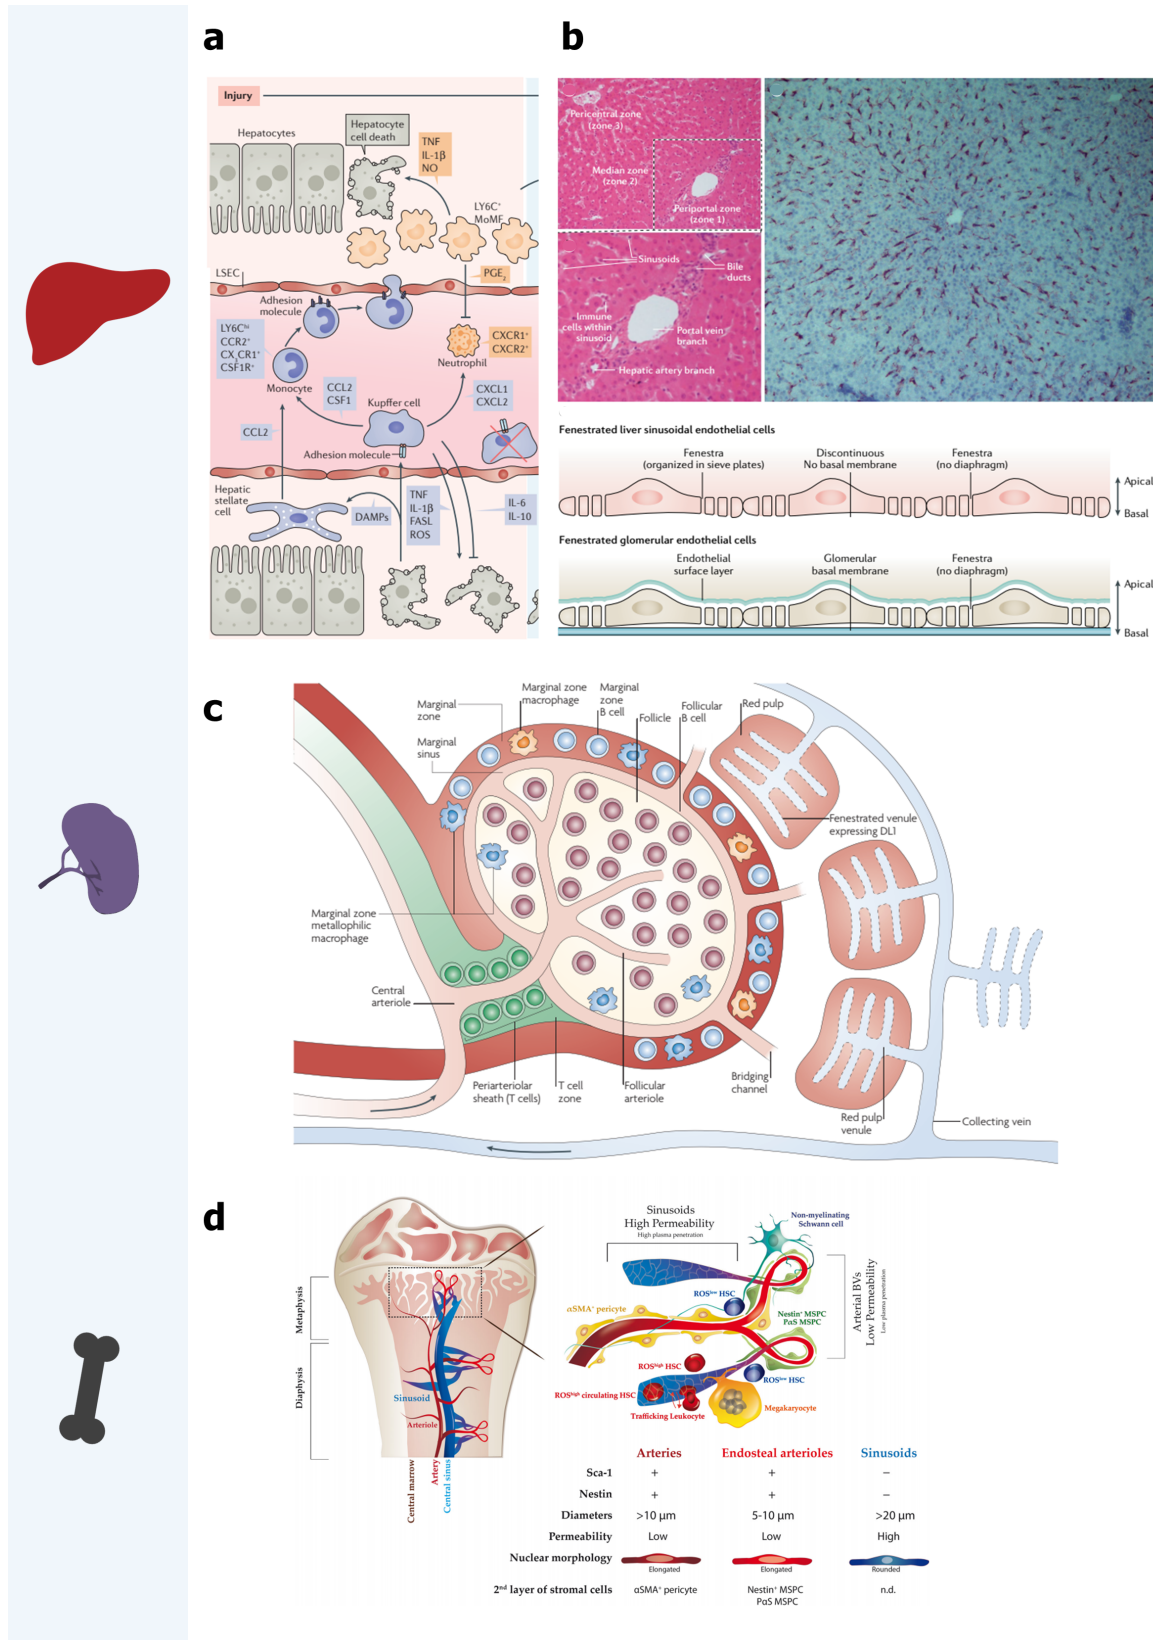 a
Injury
Hepatocytes
Hepatocyte
cell death
TNF
IL-1β
NO
LY6C⁺
MoMF
LSEC
PGE₂
Adhesion
molecule
LY6Cʰⁱ
CCR2⁺
CX₃CR1⁺
CSF1R⁺
CXCR1⁺
CXCR2⁺
Neutrophil
Monocyte
CCL2
CSF1
Kupffer cell
CXCL1
CXCL2
CCL2
Adhesion molecule
Hepatic
stellate
cell
DAMPs
TNF
IL-1β
FASL
ROS
IL-6
IL-10
b
Pericentral zone
(zone 3)
Median zone
(zone 2)
Periportal zone
(zone 1)
Sinusoids
Bile
ducts
Immune
cells within
sinusoid
Portal vein
branch
Hepatic artery branch
Fenestrated liver sinusoidal endothelial cells
Fenestra
(organized in sieve plates)
Discontinuous
No basal membrane
Fenestra
(no diaphragm)
Apical
Basal
Fenestrated glomerular endothelial cells
Endothelial
surface layer
Glomerular
basal membrane
Fenestra
(no diaphragm)
Apical
Basal
c
Marginal
zone
Marginal zone
macrophage
Marginal
zone
B cell
Follicle
Follicular
B cell
Red pulp
Marginal
sinus
Fenestrated venule
expressing DL1
Marginal zone
metallophilic
macrophage
Central
arteriole
Periarteriolar
sheath (T cells)
T cell
zone
Follicular
arteriole
Bridging
channel
Red pulp
venule
Collecting vein
d
Metaphysis
Diaphysis
Sinusoid
Arteriole
Central marrow
Artery
Central sinus
Sinusoids
High Permeability
High plasma penetration
Non-myelinating
Schwann cell
ROSˡᵒʷ HSC
αSMA⁺ pericyte
Nestin⁺ MSPC
PαS MSPC
Arterial BVs
Low Permeability
Low plasma penetration
ROSʰⁱᵍʰ HSC
ROSˡᵒʷ HSC
ROSʰⁱᵍʰ circulating HSC
Trafficking Leukocyte
Megakaryocyte
Arteries Endosteal arterioles Sinusoids
Sca-1 + + −
Nestin + + −
Diameters >10 μm 5-10 μm >20 μm
Permeability Low Low High
Nuclear morphology Elongated Elongated Rounded
2ⁿᵈ layer of stromal cells αSMA⁺ pericyte Nestin⁺ MSPC n.d.
PαS MSPC